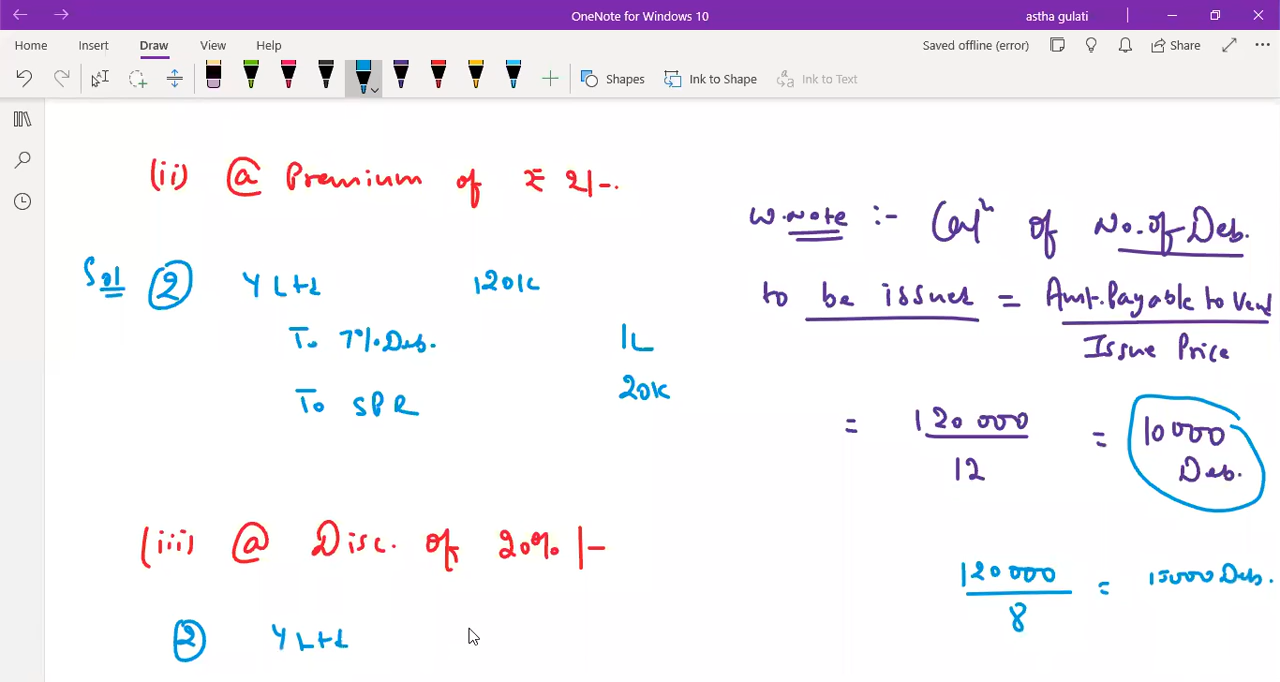 OneNote for Windows 10
astha gulati
Home Insert Draw View Help
Saved offline (error) Share
Shapes Ink to Shape Ink to Text
(ii) @ Premium of ₹ 2/-.
Sol ② Y Ltd 120K
To 7% Deb. 1L
To SPR 20K
(iii) @ Disc. of 20% /-
② Y Ltd
W.note :- Calⁿ of No. of Deb.
to be issued = Amt. Payable to Vend
Issue Price
= 120 000 = 10000
12 Deb.
120 000 = 15000 Deb.
8